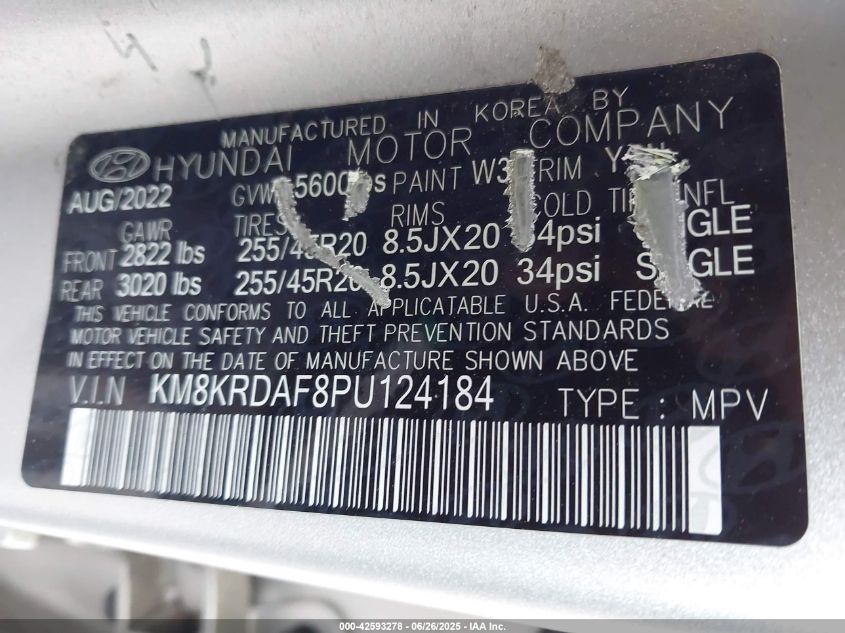 MANUFACTURED IN KOREA BY
HYUNDAI MOTOR COMPANY
AUG/2022 PAINT
GAWR TIRES RIMS
FRONT 2822 lbs 8.5JX20
REAR 3020 lbs 8.5JX20 34psi
THIS VEHICLE CONFORMS TO ALL APPLICATABLE U.S.A. FEDERAL
MOTOR VEHICLE SAFETY AND THEFT PREVENTION STANDARDS
IN EFFECT ON THE DATE OF MANUFACTURE SHOWN ABOVE
V.I.N KM8KRDAF8PU124184 TYPE : MPV
000-42593278 - 06/26/2025 - IAA Inc.